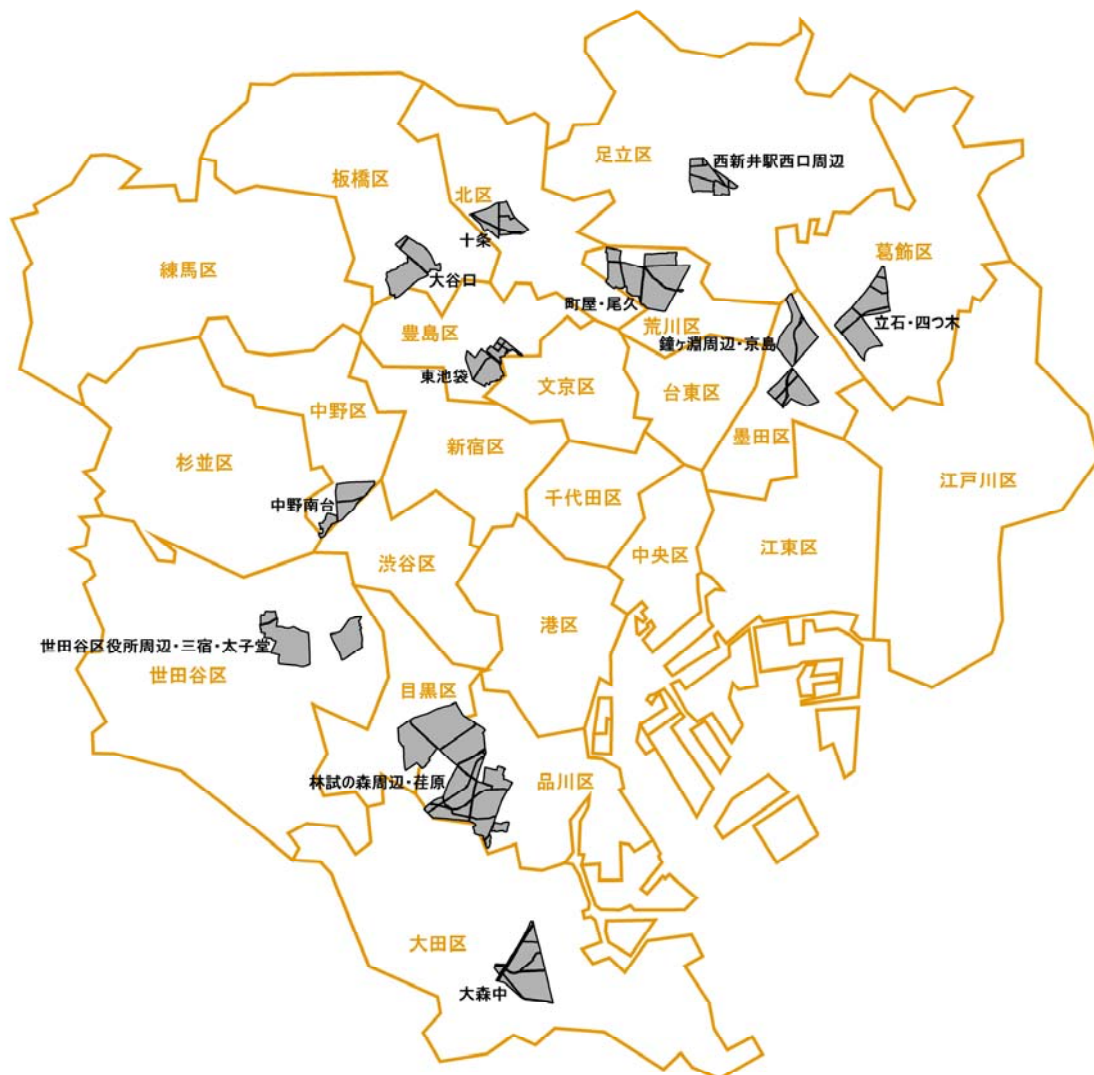 足立区
西新井駅西口周辺
板橋区
北区
十条
葛飾区
練馬区
大谷口
町屋・尾久
荒川区
立石・四つ木
豊島区
鐘ヶ淵周辺・京島
東池袋
文京区
台東区
中野区
墨田区
新宿区
杉並区
江戸川区
千代田区
中野南台
中央区
江東区
渋谷区
港区
世田谷区役所周辺・三宿・太子堂
世田谷区
目黒区
林試の森周辺・荏原
品川区
大田区
大森中